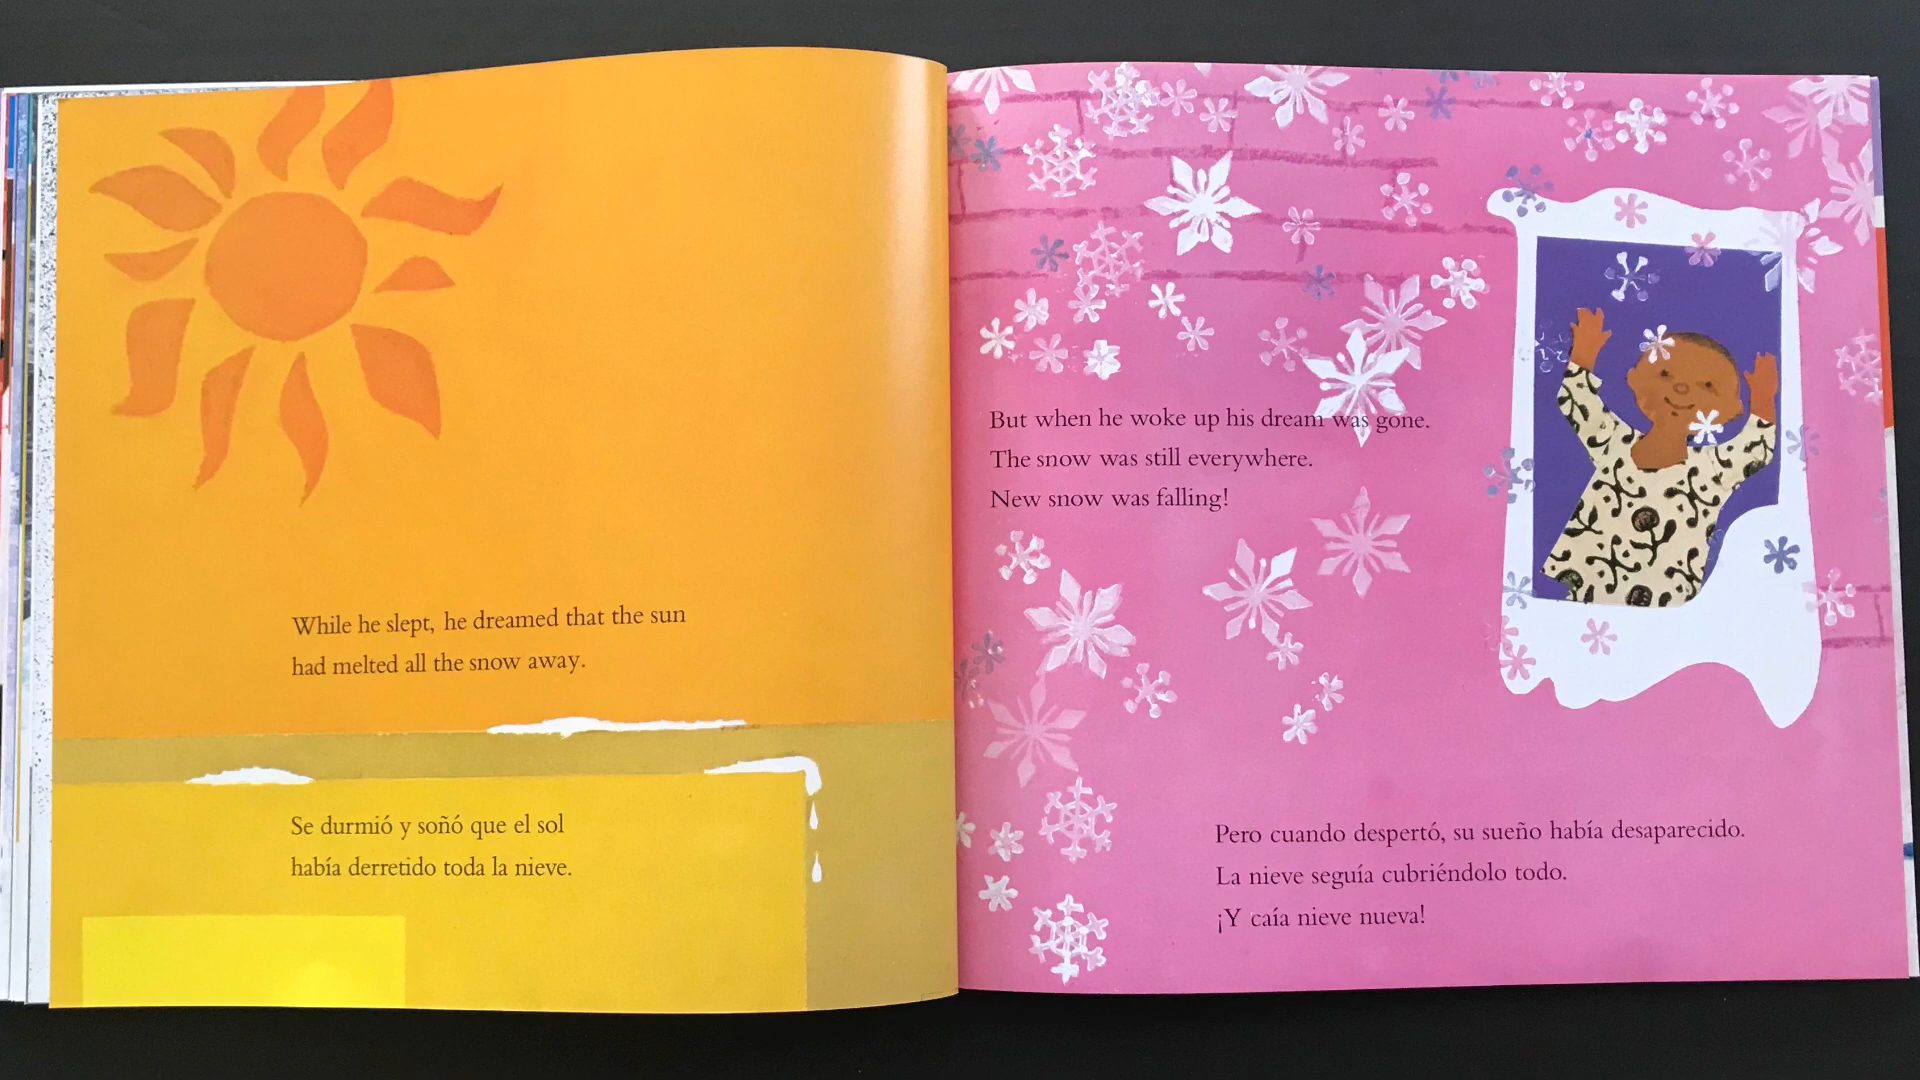 While he slept, he dreamed that the sun
had melted all the snow away.
Se durmió y soñó que el sol
había derretido toda la nieve.
But when he woke up his dream was gone.
The snow was still everywhere.
New snow was falling!
Pero cuando despertó, su sueño había desaparecido.
La nieve seguía cubriéndolo todo.
¡Y caía nieve nueva!